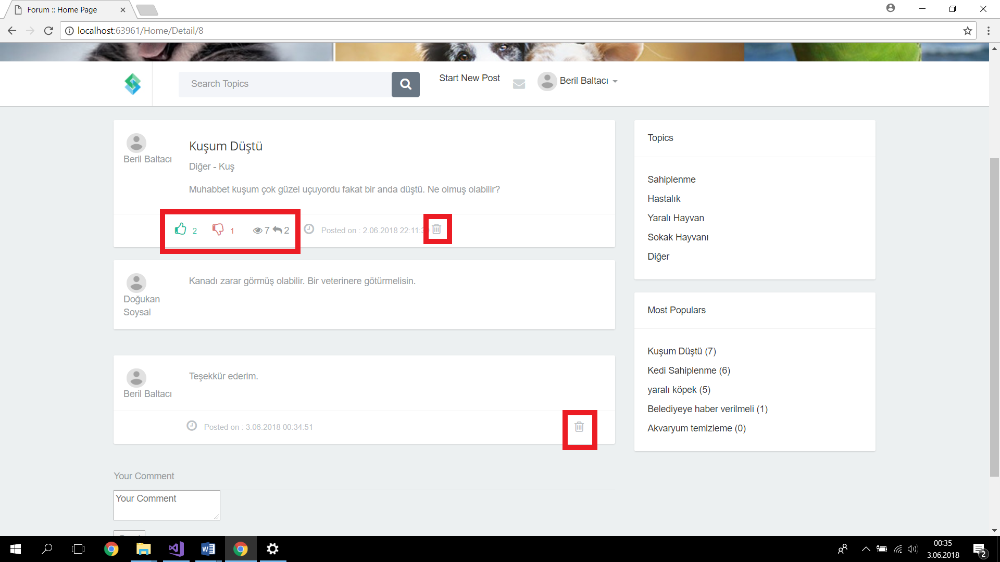 Forum :: Home Page
localhost:63961/Home/Detail/8
Search Topics
Start New Post
Beril Baltacı
Kuşum Düştü
Beril Baltacı
Diğer - Kuş
Muhabbet kuşum çok güzel uçuyordu fakat bir anda düştü. Ne olmuş olabilir?
2 1 7 2 Posted on : 2.06.2018
Kanadı zarar görmüş olabilir. Bir veterinere götürmelisin.
Doğukan
Soysal
Teşekkür ederim.
Beril Baltacı
Posted on : 3.06.2018 00:34:51
Your Comment
Your Comment
Topics
Sahiplenme
Hastalık
Yaralı Hayvan
Sokak Hayvanı
Diğer
Most Populars
Kuşum Düştü (7)
Kedi Sahiplenme (6)
yaralı köpek (5)
Belediyeye haber verilmeli (1)
Akvaryum temizleme (0)
00:35
3.06.2018
2